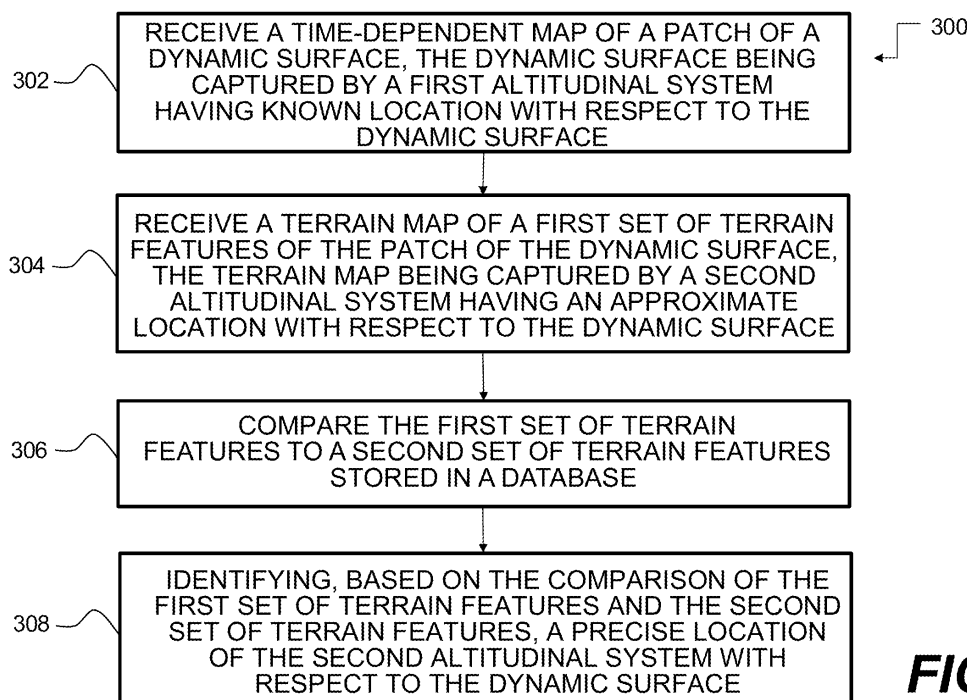 300
302
RECEIVE A TIME-DEPENDENT MAP OF A PATCH OF A
DYNAMIC SURFACE, THE DYNAMIC SURFACE BEING
CAPTURED BY A FIRST ALTITUDINAL SYSTEM
HAVING KNOWN LOCATION WITH RESPECT TO THE
DYNAMIC SURFACE
304
RECEIVE A TERRAIN MAP OF A FIRST SET OF TERRAIN
FEATURES OF THE PATCH OF THE DYNAMIC SURFACE,
THE TERRAIN MAP BEING CAPTURED BY A SECOND
ALTITUDINAL SYSTEM HAVING AN APPROXIMATE
LOCATION WITH RESPECT TO THE DYNAMIC SURFACE
306
COMPARE THE FIRST SET OF TERRAIN
FEATURES TO A SECOND SET OF TERRAIN FEATURES
STORED IN A DATABASE
308
IDENTIFYING, BASED ON THE COMPARISON OF THE
FIRST SET OF TERRAIN FEATURES AND THE SECOND
SET OF TERRAIN FEATURES, A PRECISE LOCATION
OF THE SECOND ALTITUDINAL SYSTEM WITH
RESPECT TO THE DYNAMIC SURFACE